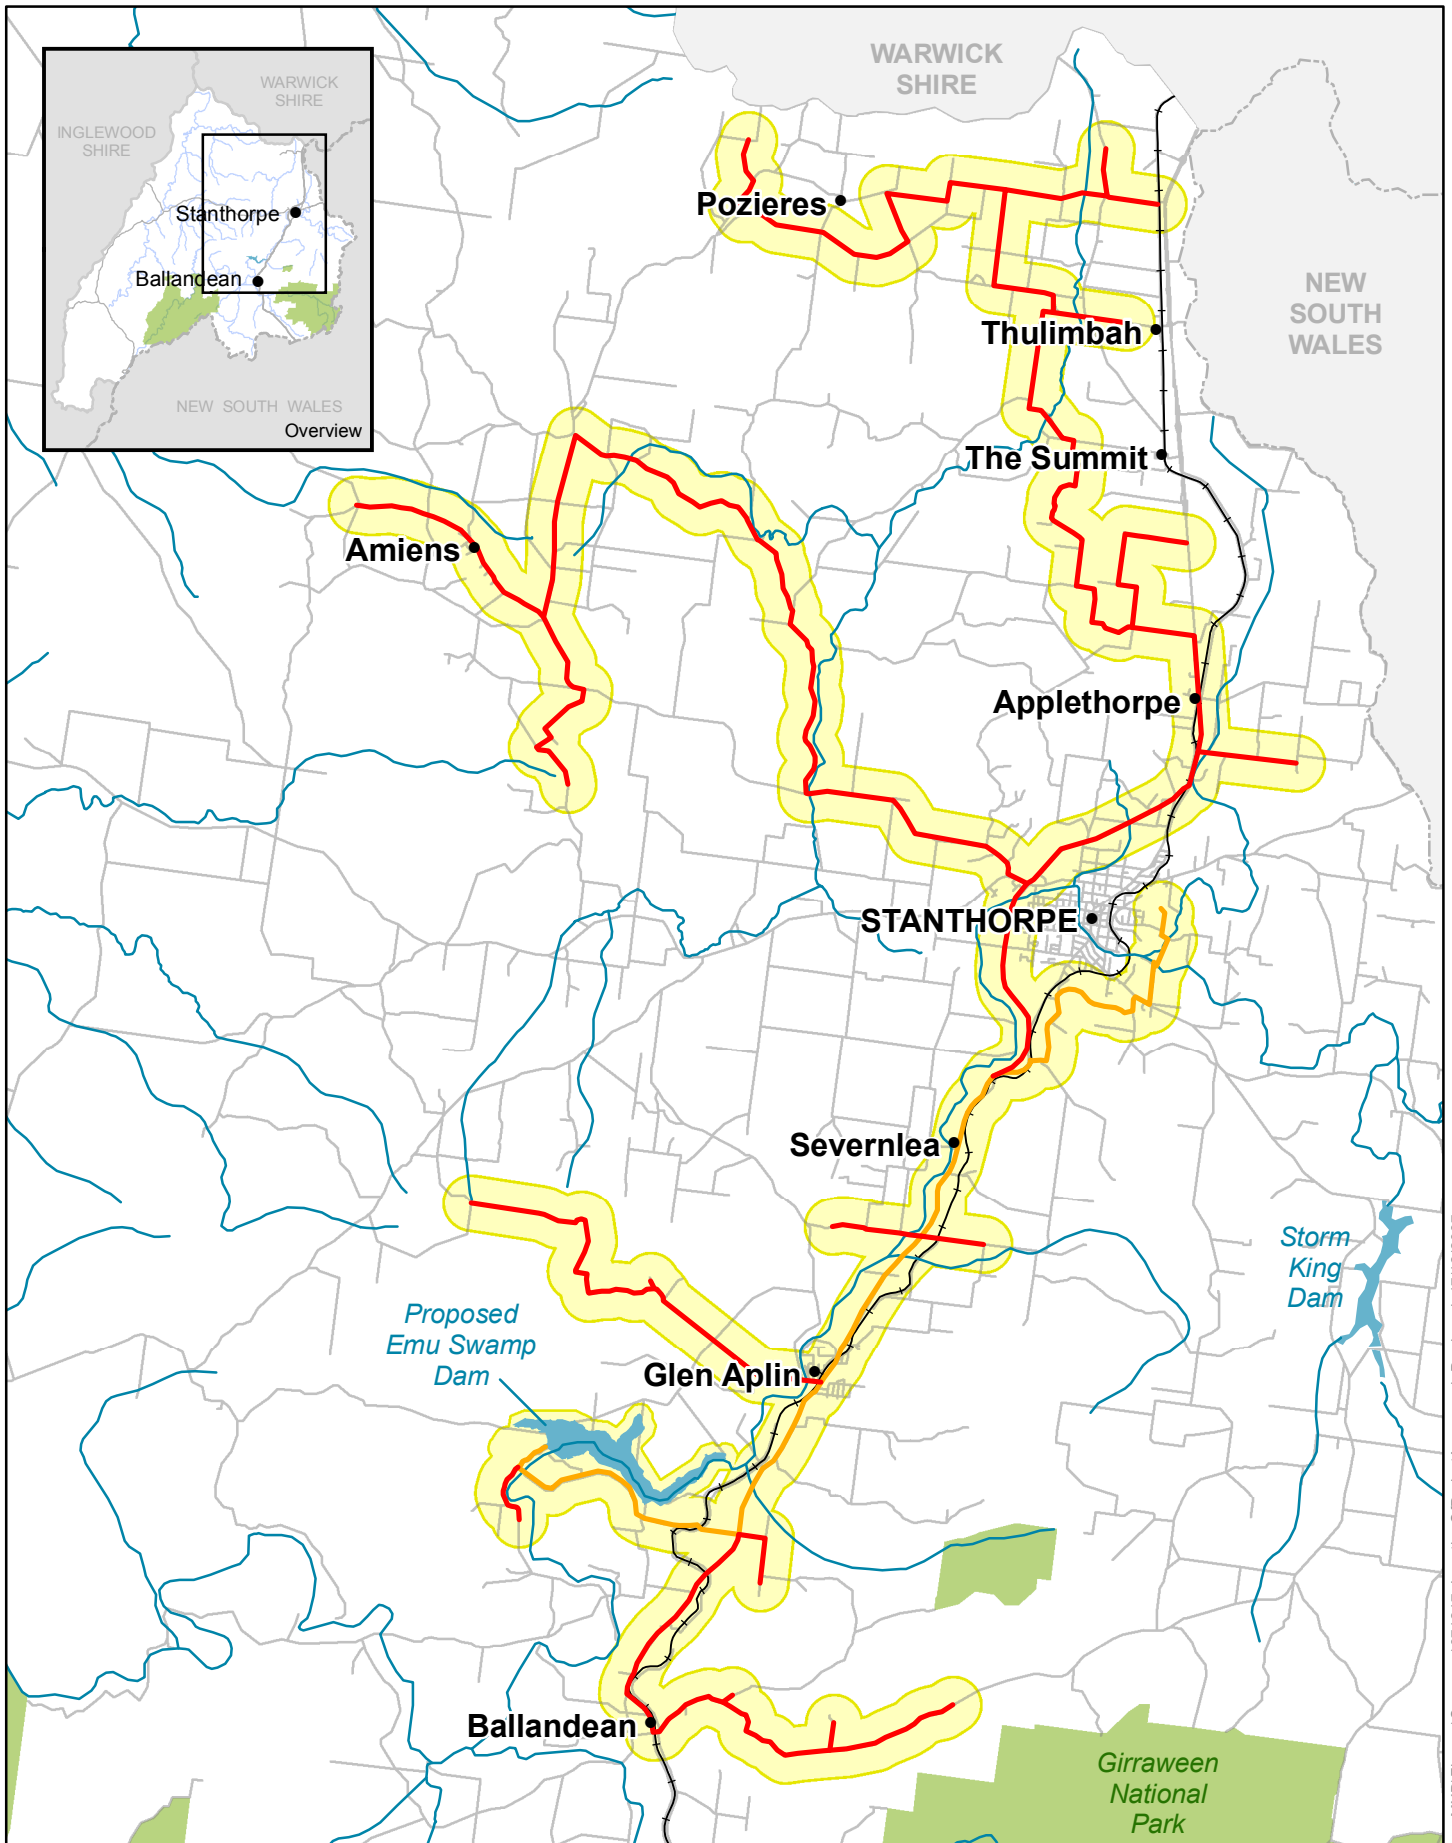 WARWICK
SHIRE
WARWICK
SHIRE
INGLEWOOD
SHIRE
Stanthorpe
Ballandean
NEW SOUTH WALES
Overview
Pozieres
NEW
SOUTH
WALES
Thulimbah
The Summit
Amiens
Applethorpe
STANTHORPE
Severnlea
Storm
King
Dam
Proposed
Emu Swamp
Dam
Glen Aplin
Ballandean
Girraween
National
Park